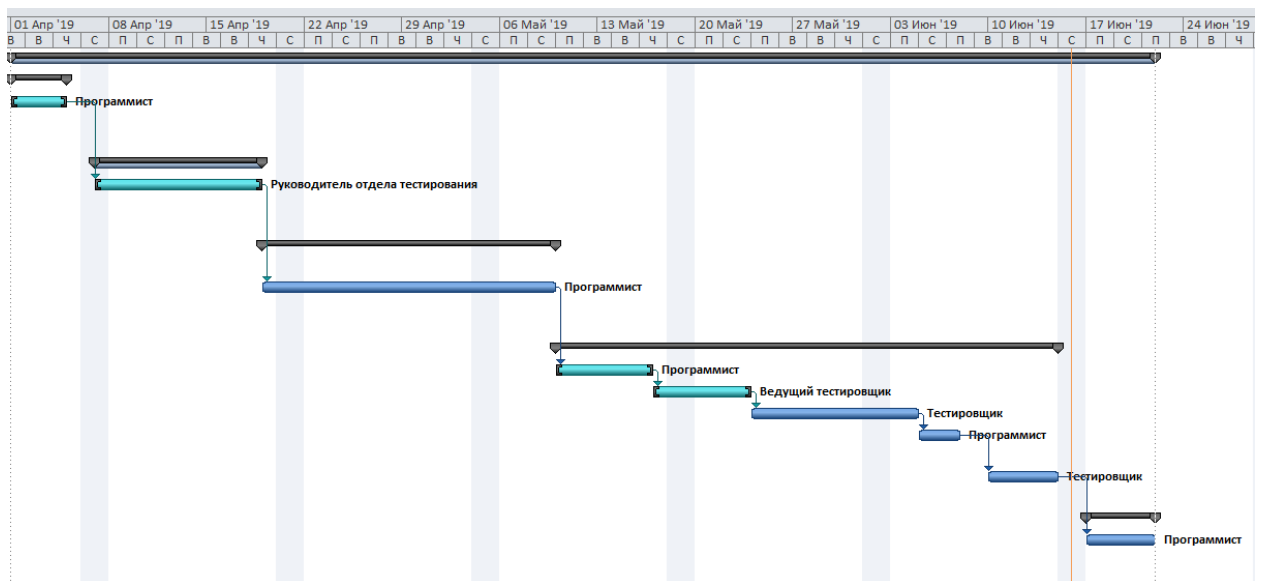 01 Апр '19 08 Апр '19 15 Апр '19 22 Апр '19 29 Апр '19 06 Май '19 13 Май '19 20 Май '19 27 Май '19 03 Июн '19 10 Июн '19 17 Июн '19 24 Июн '19
В В Ч С П С П В В Ч С П С П В В Ч С П С П В В Ч С П С П В В Ч С П С П В В Ч С П С П В В Ч
Программист
Руководитель отдела тестирования
Программист
Программист
Ведущий тестировщик
Тестировщик
Программист
Тестировщик
Программист